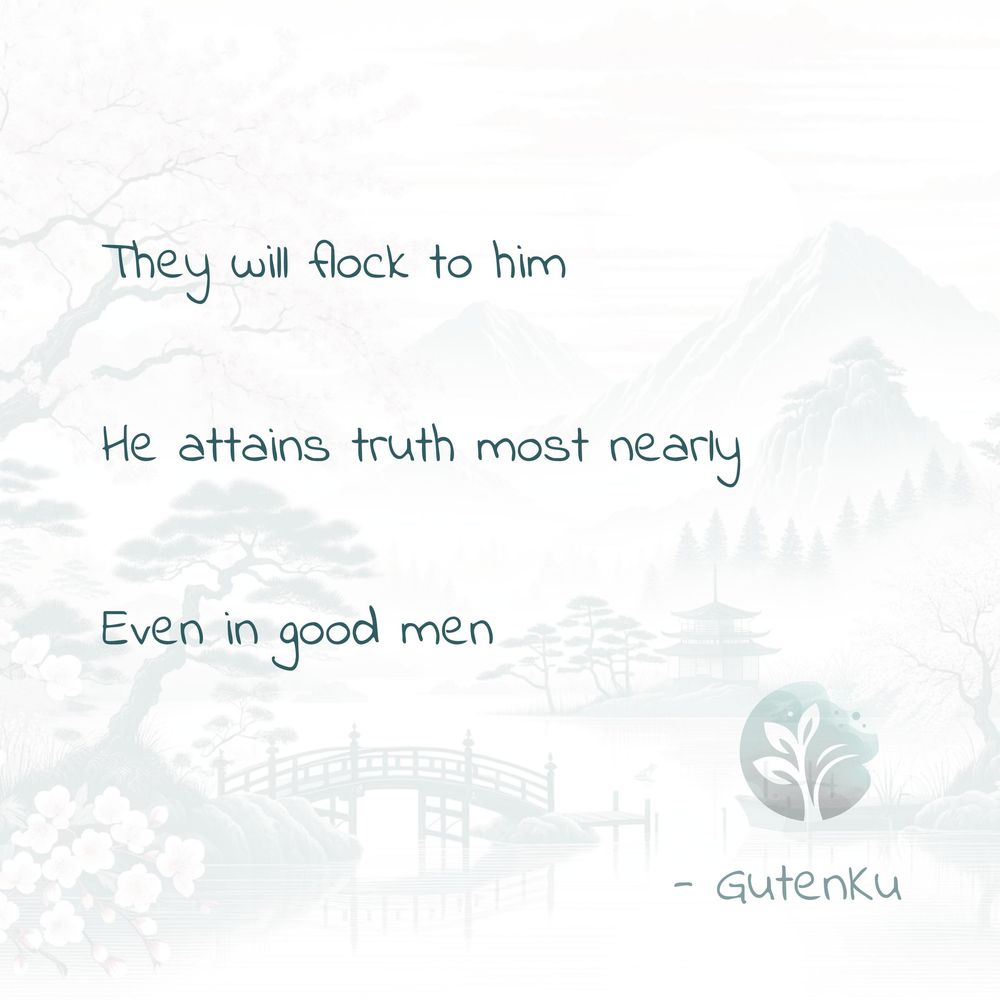 They will flock to him
He attains truth most nearly
Even in good men
- GutenKu